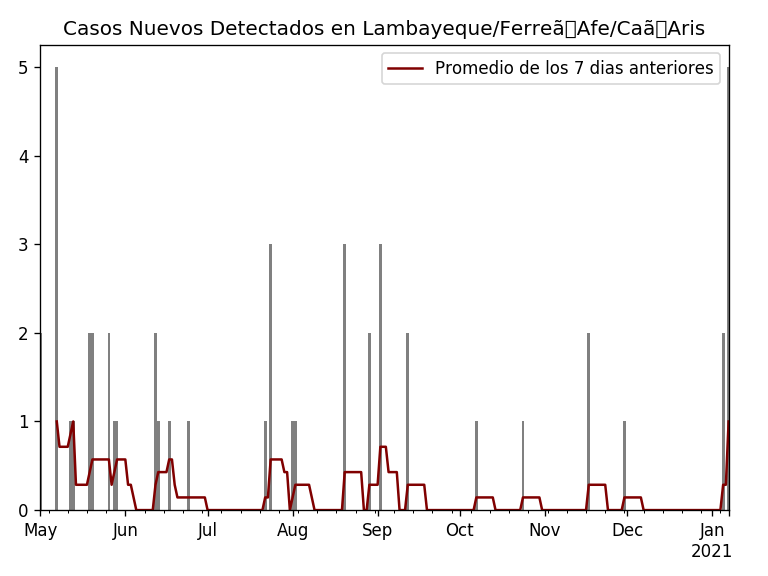 Casos Nuevos Detectados en Lambayeque/Ferreã▯Afe/Caã▯Aris
Promedio de los 7 dias anteriores
5
4
3
2
1
0
May Jun Jul Aug Sep Oct Nov Dec Jan
2021